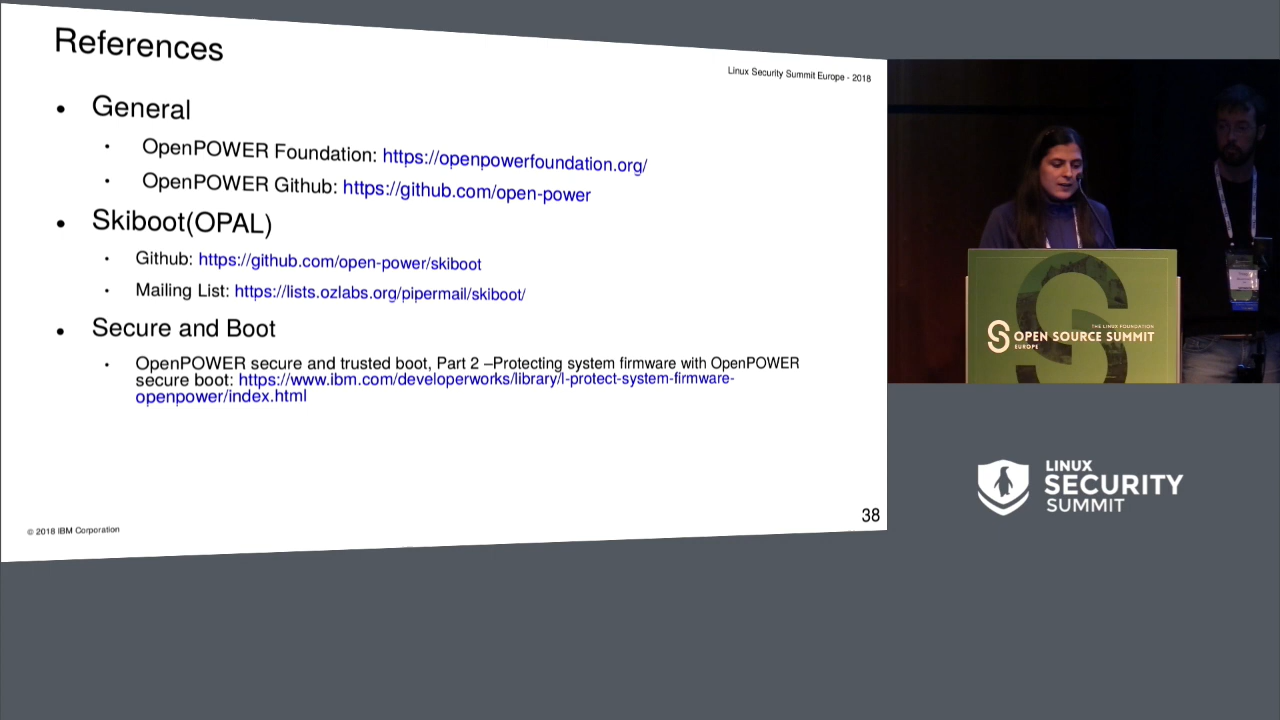 References
Linux Security Summit Europe - 2018
• General
• OpenPOWER Foundation: https://openpowerfoundation.org/
• OpenPOWER Github: https://github.com/open-power
• Skiboot(OPAL)
• Github: https://github.com/open-power/skiboot
• Mailing List: https://lists.ozlabs.org/pipermail/skiboot/
• Secure and Boot
• OpenPOWER secure and trusted boot, Part 2 –Protecting system firmware with OpenPOWER
secure boot: https://www.ibm.com/developerworks/library/l-protect-system-firmware-
openpower/index.html
© 2018 IBM Corporation
38
THE LINUX FOUNDATION
OPEN SOURCE SUMMIT
EUROPE
LINUX
SECURITY
SUMMIT